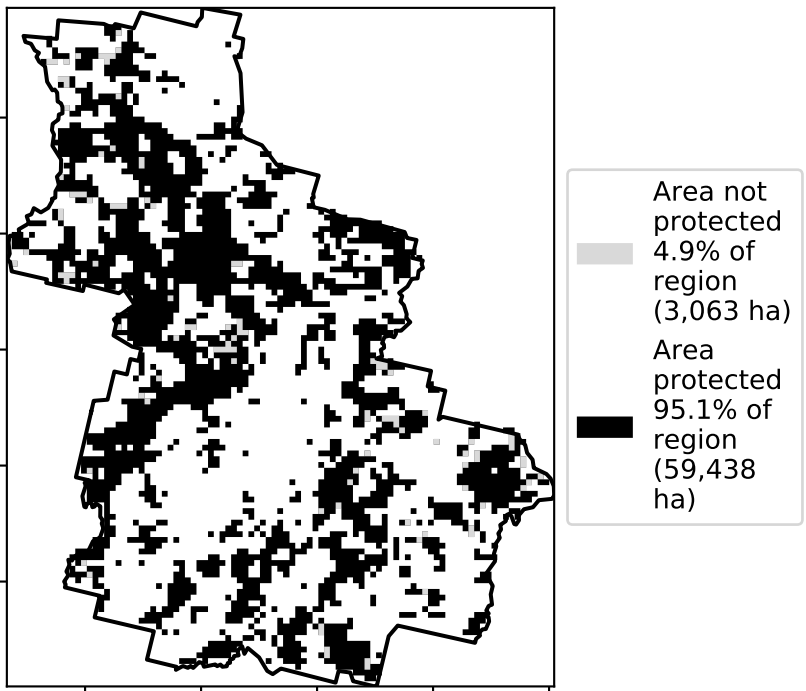 Area not
protected
4.9% of
region
(3,063 ha)
Area
protected
95.1% of
region
(59,438
ha)